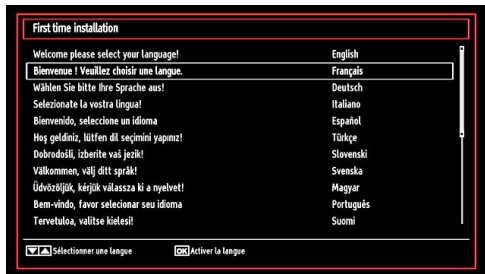 First time installation
Welcome please select your language! English
Bienvenue ! Veuillez choisir une langue. Français
Wählen Sie bitte Ihre Sprache aus! Deutsch
Selezionate la vostra lingua! Italiano
Bienvenido, seleccione un idioma Español
Hoş geldiniz, lütfen dil seçimini yapınız! Türkçe
Dobrodošli, izberite vaš jezik! Slovenski
Välkommen, välj ditt språk! Svenska
Üdvözöljük, kérjük válassza ki a nyelvet! Magyar
Bem-vindo, favor selecionar seu idioma Português
Tervetuloa, valitse kielesi! Suomi
Sélectionner une langue OK Activer la langue